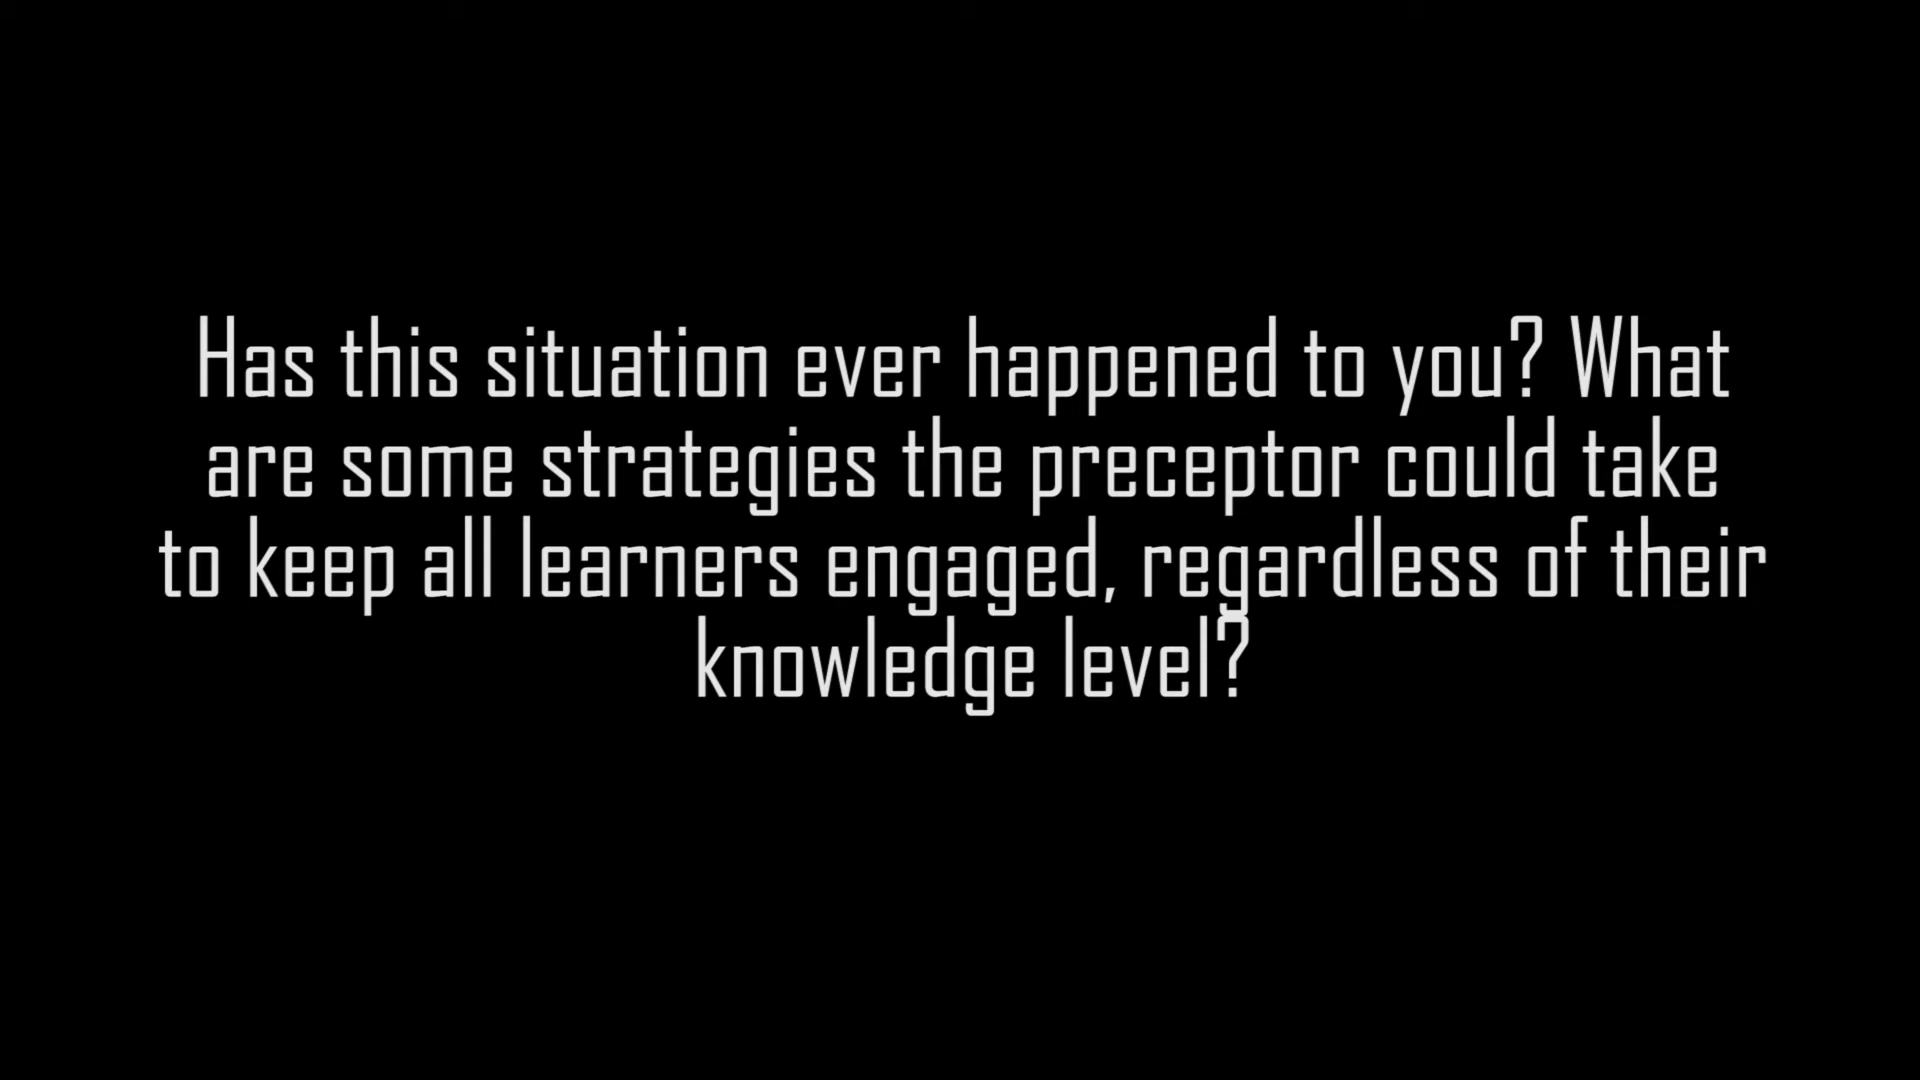 Has this situation ever happened to you? What
are some strategies the preceptor could take
to keep all learners engaged, regardless of their
knowledge level?